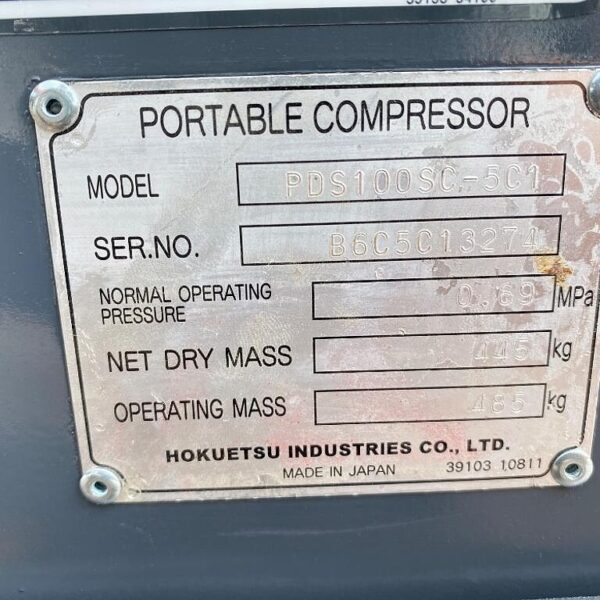 PORTABLE COMPRESSOR
MODEL PDS100SC-5C1
SER.NO. B6C5C13274
NORMAL OPERATING
PRESSURE 0.69 MPa
NET DRY MASS 445 kg
OPERATING MASS 485 kg
HOKUETSU INDUSTRIES CO., LTD.
MADE IN JAPAN 39103 10811